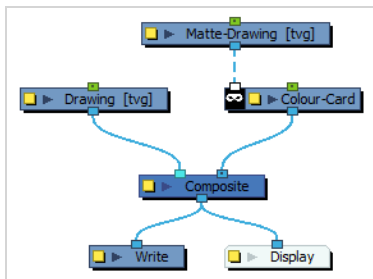 Matte-Drawing [tvg]
Drawing [tvg]
Colour-Card
Composite
Write
Display